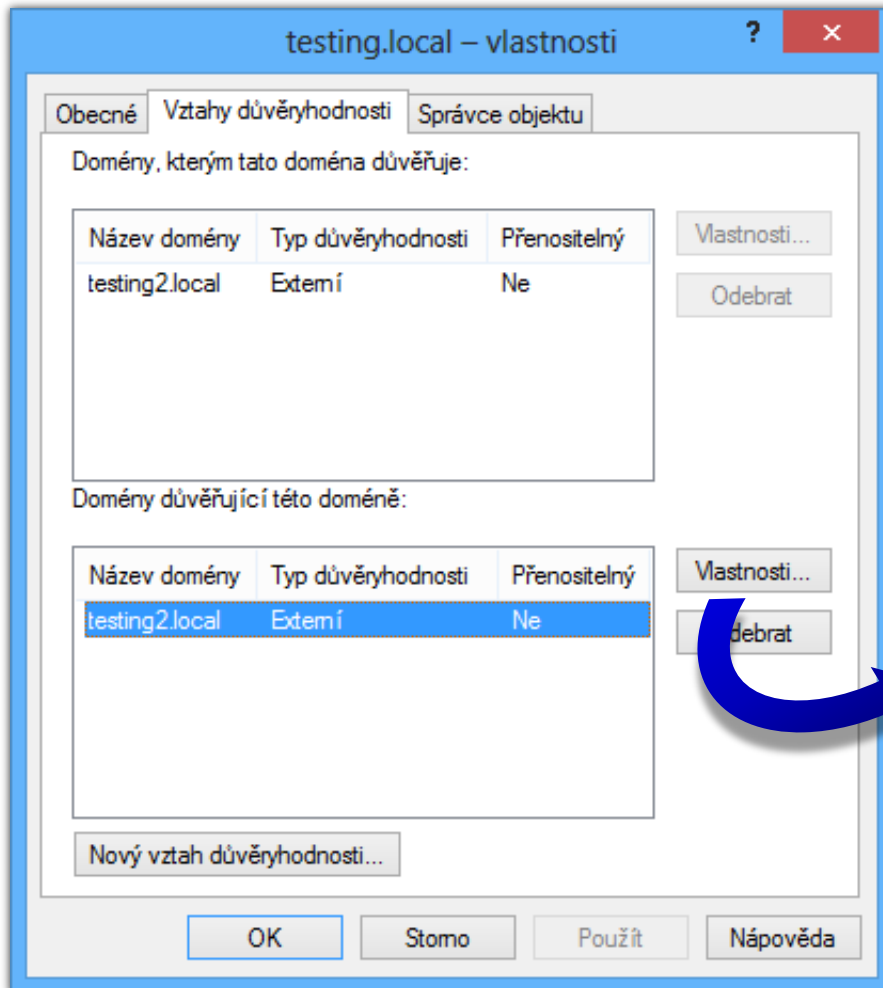 testing.local – vlastnosti
?
Obecné Vztahy důvěryhodnosti Správce objektu
Domény, kterým tato doména důvěřuje:
Název domény Typ důvěryhodnosti Přenositelný
testing2.local Externí Ne
Vlastnosti...
Odebrat
Domény důvěřující této doméně:
Název domény Typ důvěryhodnosti Přenositelný
testing2.local Externí Ne
Vlastnosti...
debrat
Nový vztah důvěryhodnosti...
OK Storno Použít Nápověda